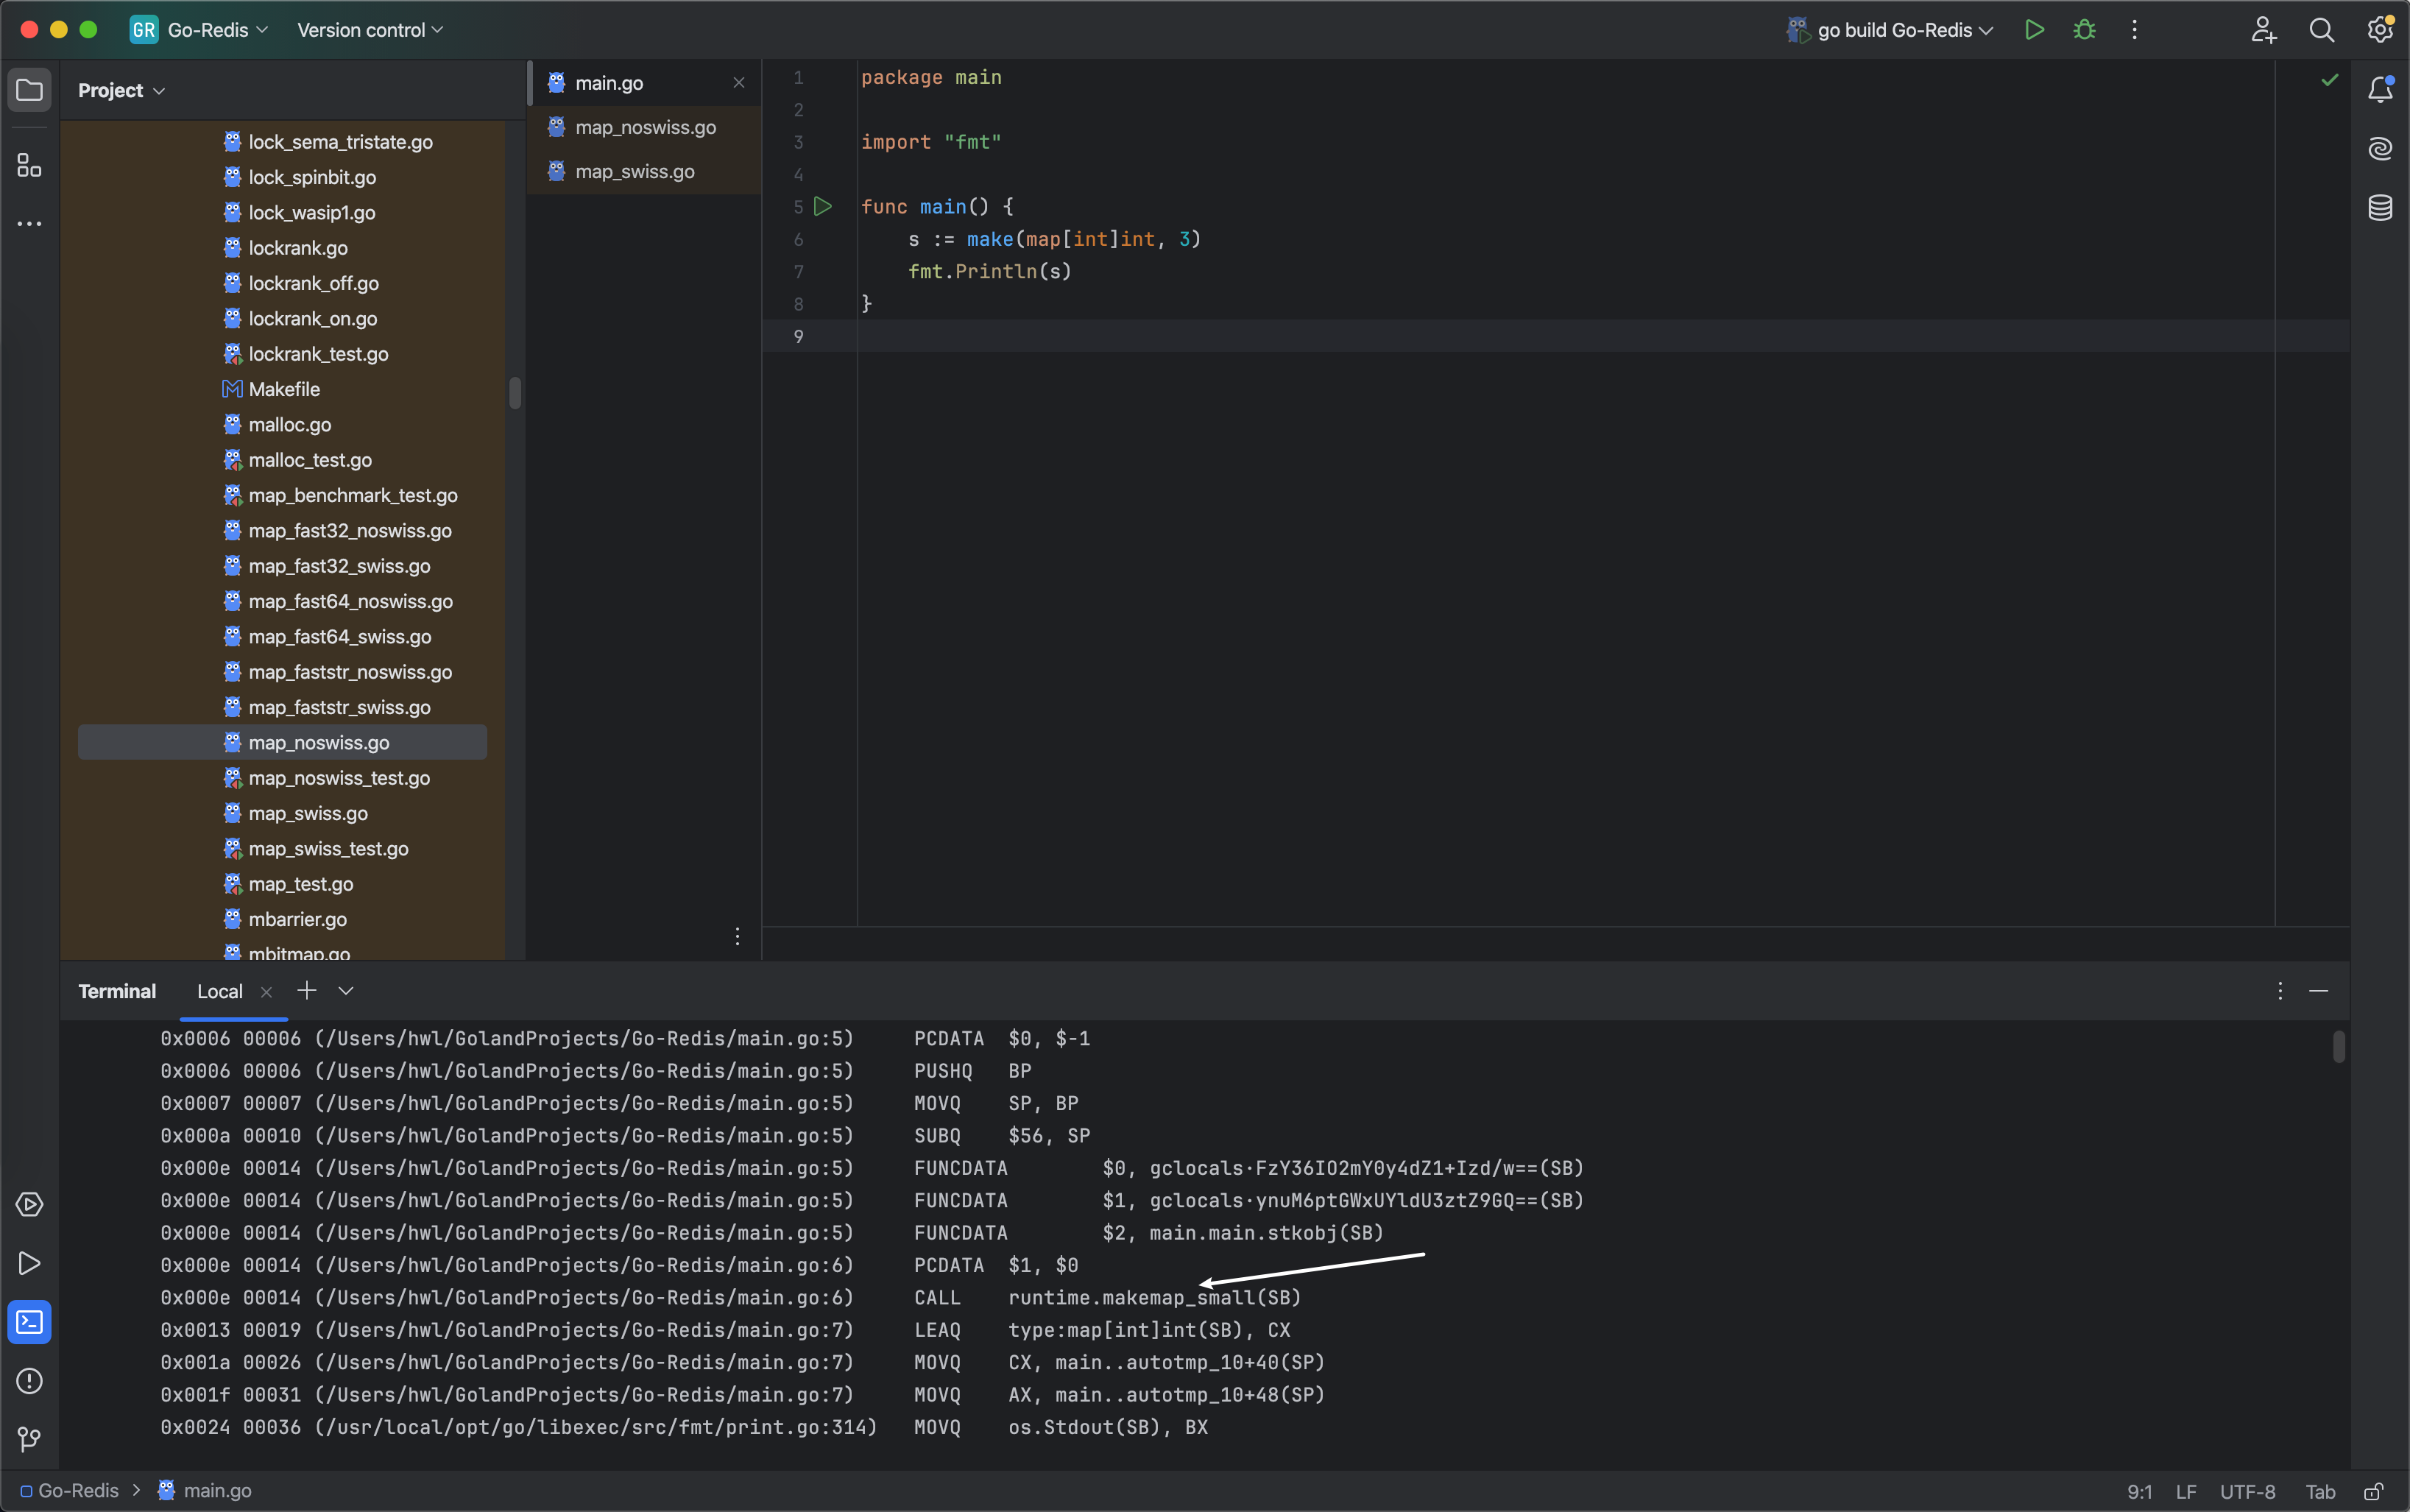 GR Go-Redis Version control go build Go-Redis
Project
lock_sema_tristate.go
lock_spinbit.go
lock_wasip1.go
lockrank.go
lockrank_off.go
lockrank_on.go
lockrank_test.go
Makefile
malloc.go
malloc_test.go
map_benchmark_test.go
map_fast32_noswiss.go
map_fast32_swiss.go
map_fast64_noswiss.go
map_fast64_swiss.go
map_faststr_noswiss.go
map_faststr_swiss.go
map_noswiss.go
map_noswiss_test.go
map_swiss.go
map_swiss_test.go
map_test.go
mbarrier.go
mbitmap.go
main.go
map_noswiss.go
map_swiss.go
1 package main
2
3 import "fmt"
4
5 func main() {
6 s := make(map[int]int, 3)
7 fmt.Println(s)
8 }
9
Terminal Local
0x0006 00006 (/Users/hwl/GolandProjects/Go-Redis/main.go:5) PCDATA $0, $-1
0x0006 00006 (/Users/hwl/GolandProjects/Go-Redis/main.go:5) PUSHQ BP
0x0007 00007 (/Users/hwl/GolandProjects/Go-Redis/main.go:5) MOVQ SP, BP
0x000a 00010 (/Users/hwl/GolandProjects/Go-Redis/main.go:5) SUBQ $56, SP
0x000e 00014 (/Users/hwl/GolandProjects/Go-Redis/main.go:5) FUNCDATA $0, gclocals·FzY36IO2mY0y4dZ1+Izd/w==(SB)
0x000e 00014 (/Users/hwl/GolandProjects/Go-Redis/main.go:5) FUNCDATA $1, gclocals·ynuM6ptGWxUYldU3ztZ9GQ==(SB)
0x000e 00014 (/Users/hwl/GolandProjects/Go-Redis/main.go:5) FUNCDATA $2, main.main.stkobj(SB)
0x000e 00014 (/Users/hwl/GolandProjects/Go-Redis/main.go:6) PCDATA $1, $0
0x000e 00014 (/Users/hwl/GolandProjects/Go-Redis/main.go:6) CALL runtime.makemap_small(SB)
0x0013 00019 (/Users/hwl/GolandProjects/Go-Redis/main.go:7) LEAQ type:map[int]int(SB), CX
0x001a 00026 (/Users/hwl/GolandProjects/Go-Redis/main.go:7) MOVQ CX, main..autotmp_10+40(SP)
0x001f 00031 (/Users/hwl/GolandProjects/Go-Redis/main.go:7) MOVQ AX, main..autotmp_10+48(SP)
0x0024 00036 (/usr/local/opt/go/libexec/src/fmt/print.go:314) MOVQ os.Stdout(SB), BX
Go-Redis > main.go 9:1 LF UTF-8 Tab